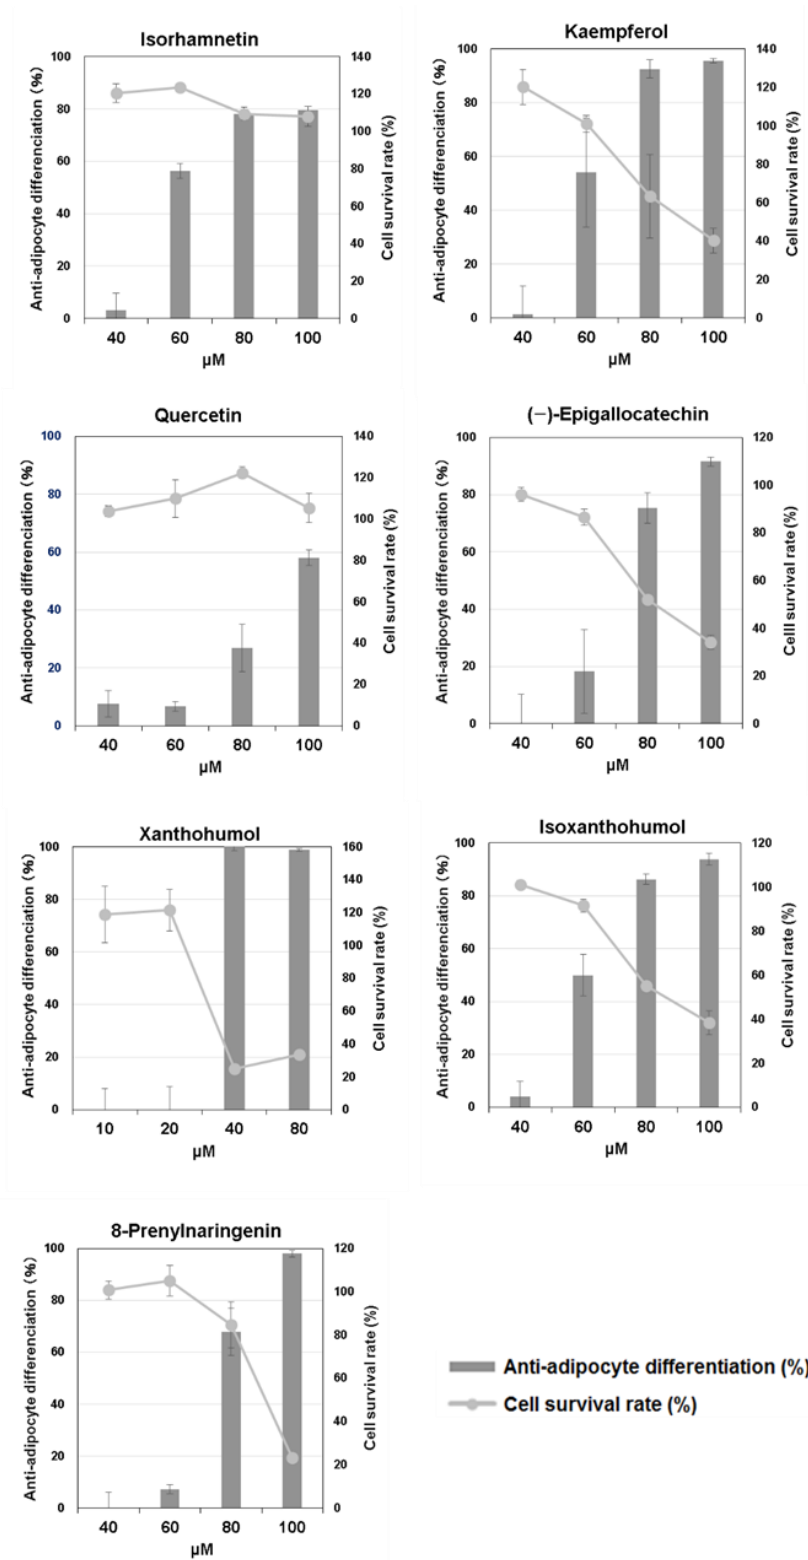 Isorhamnetin
Anti-adipocyte differenciation (%)
100
80
60
40
20
0
140
120
100
80
60
40
20
0
Cell survival rate (%)
40 60 80 100
µM
Kaempferol
Anti-adipocyte differenciation (%)
100
80
60
40
20
0
140
120
100
80
60
40
20
0
Cell survival rate (%)
40 60 80 100
µM
Quercetin
Anti-adipocyte differenciation (%)
100
80
60
40
20
0
140
120
100
80
60
40
20
0
Cell survival rate (%)
40 60 80 100
µM
(−)-Epigallocatechin
Anti-adipocyte differenciation (%)
100
80
60
40
20
0
120
100
80
60
40
20
0
Cell survival rate (%)
40 60 80 100
µM
Xanthohumol
Anti-adipocyte differenciation (%)
100
80
60
40
20
0
160
140
120
100
80
60
40
20
0
Cell survival rate (%)
10 20 40 80
µM
Isoxanthohumol
Anti-adipocyte differenciation (%)
100
80
60
40
20
0
120
100
80
60
40
20
0
Cell survival rate (%)
40 60 80 100
µM
8-Prenylnaringenin
Anti-adipocyte differenciation (%)
100
80
60
40
20
0
120
100
80
60
40
20
0
Cell survival rate (%)
40 60 80 100
µM
Anti-adipocyte differentiation (%)
Cell survival rate (%)